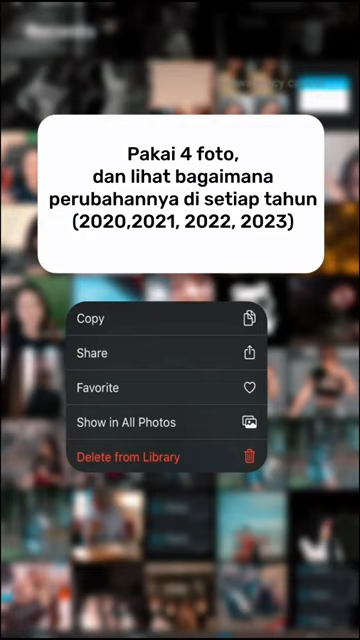 Pakai 4 foto,
dan lihat bagaimana
perubahannya di setiap tahun
(2020,2021, 2022, 2023)
Copy
Share
Favorite
Show in All Photos
Delete from Library